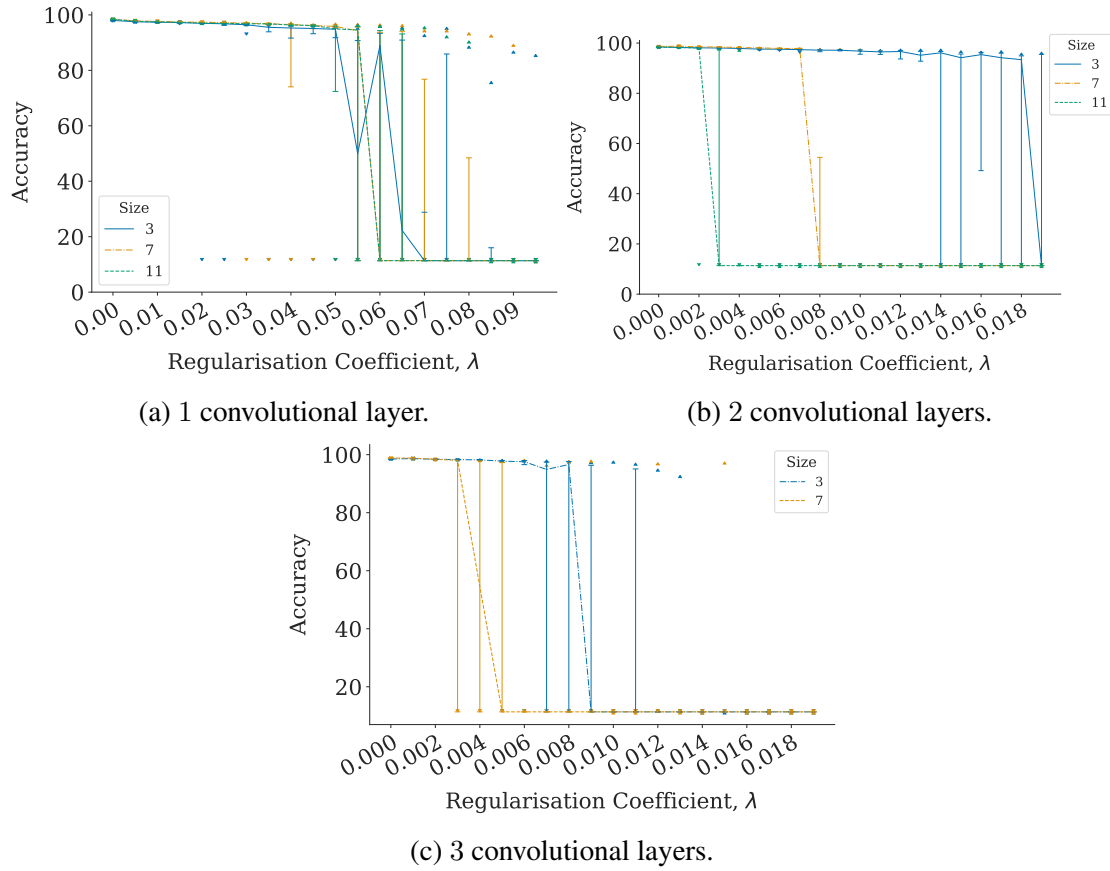 100
80
60
40
20
0
Accuracy
Size
3
7
11
0.00 0.01 0.02 0.03 0.04 0.05 0.06 0.07 0.08 0.09
Regularisation Coefficient, λ
(a) 1 convolutional layer.
100
80
60
40
20
0
Accuracy
Size
3
7
11
0.000 0.002 0.004 0.006 0.008 0.010 0.012 0.014 0.016 0.018
Regularisation Coefficient, λ
(b) 2 convolutional layers.
100
80
60
40
20
Accuracy
Size
3
7
0.000 0.002 0.004 0.006 0.008 0.010 0.012 0.014 0.016 0.018
Regularisation Coefficient, λ
(c) 3 convolutional layers.